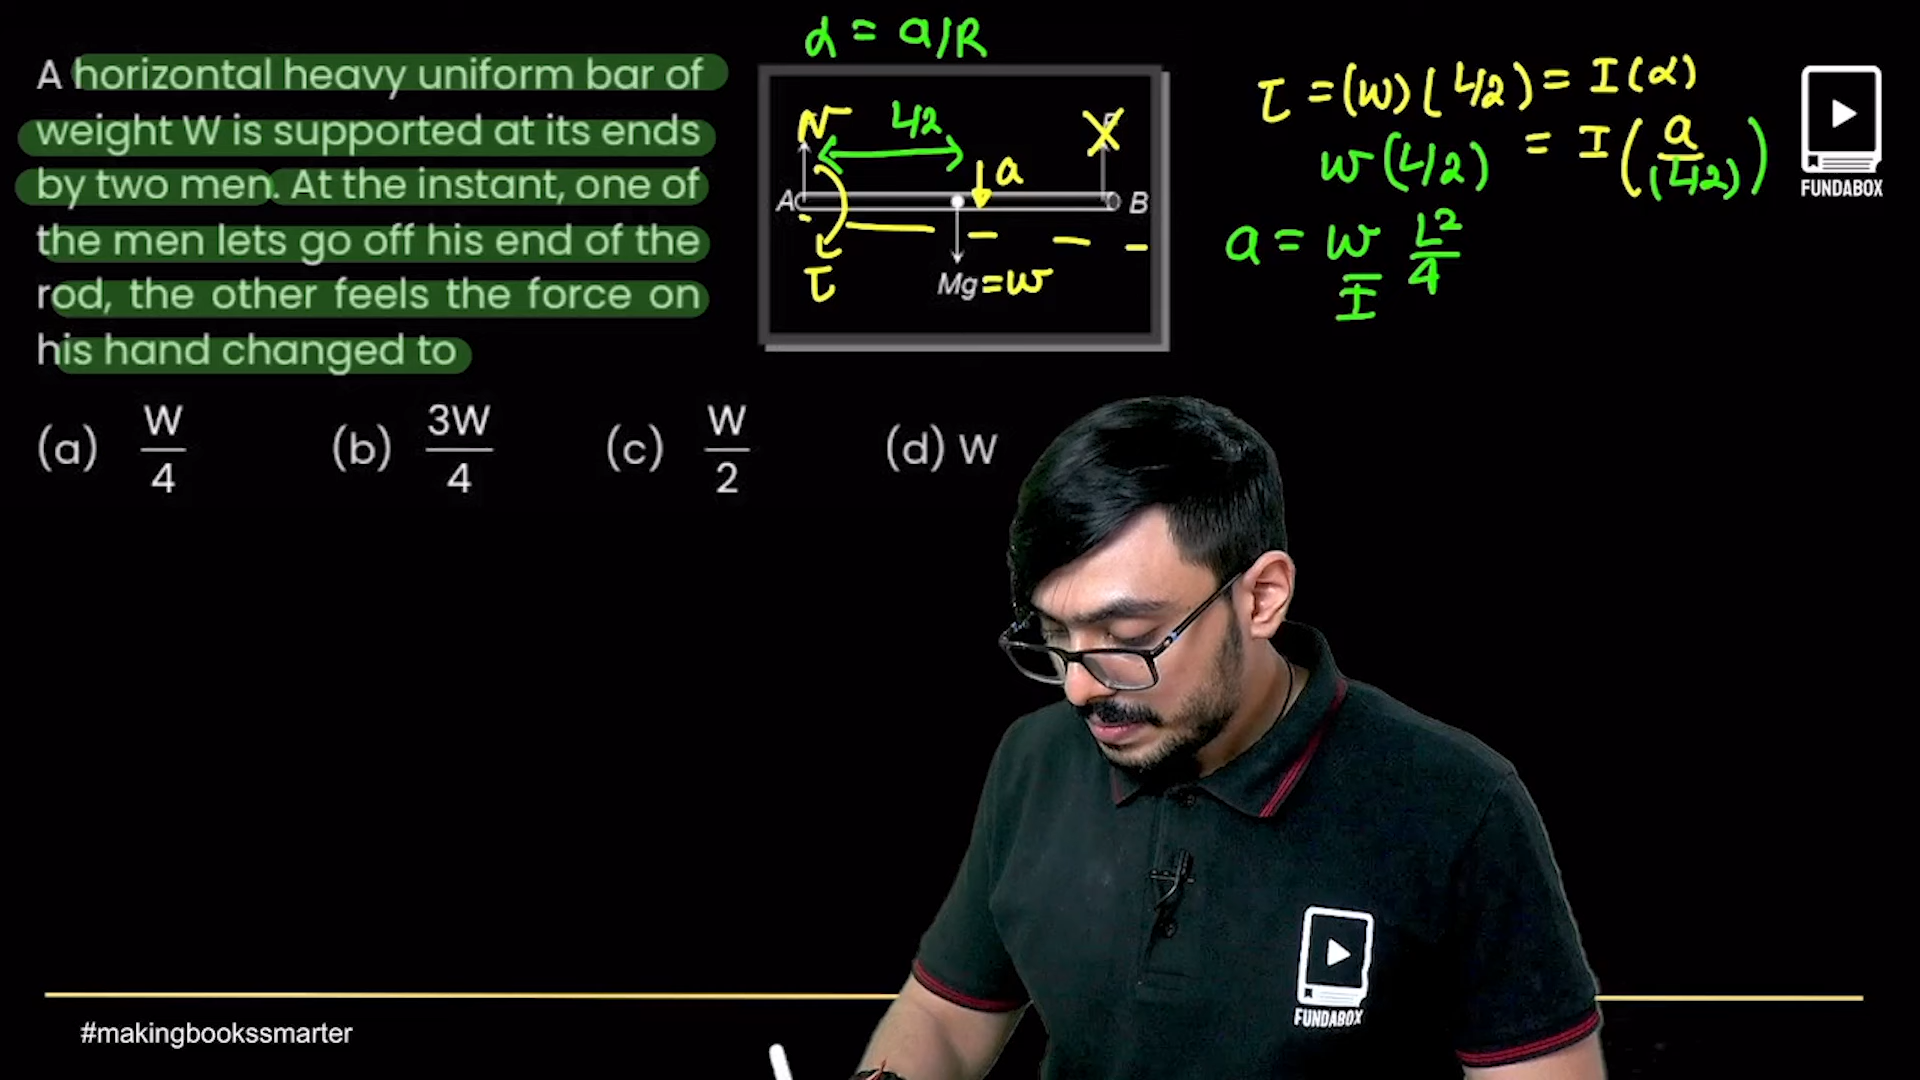 α = a/R
A horizontal heavy uniform bar of
weight W is supported at its ends
by two men. At the instant, one of
the men lets go off his end of the
rod, the other feels the force on
his hand changed to
N
L/2
a
A
B
τ
Mg = W
τ = (W) (L/2) = I(α)
W (L/2) = I (a/(L/2))
a = W/I L²/4
FUNDABOX
(a) W/4 (b) 3W/4 (c) W/2 (d) W
FUNDABOX
#makingbookssmarter